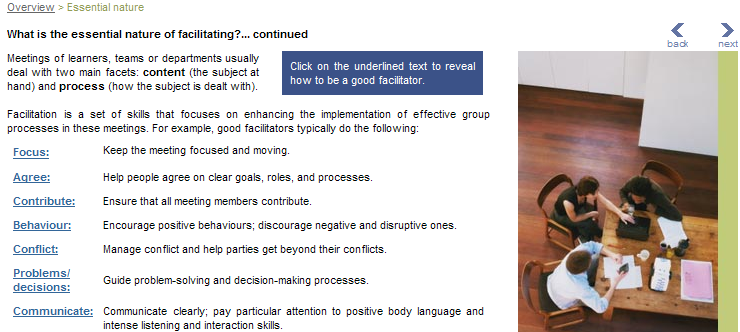 Overview > Essential nature
What is the essential nature of facilitating?... continued
back
next
Meetings of learners, teams or departments usually
deal with two main facets: content (the subject at
hand) and process (how the subject is dealt with).
Click on the underlined text to reveal
how to be a good facilitator.
Facilitation is a set of skills that focuses on enhancing the implementation of effective group
processes in these meetings. For example, good facilitators typically do the following:
Focus: Keep the meeting focused and moving.
Agree: Help people agree on clear goals, roles, and processes.
Contribute: Ensure that all meeting members contribute.
Behaviour: Encourage positive behaviours; discourage negative and disruptive ones.
Conflict: Manage conflict and help parties get beyond their conflicts.
Problems/
decisions: Guide problem-solving and decision-making processes.
Communicate: Communicate clearly; pay particular attention to positive body language and
intense listening and interaction skills.